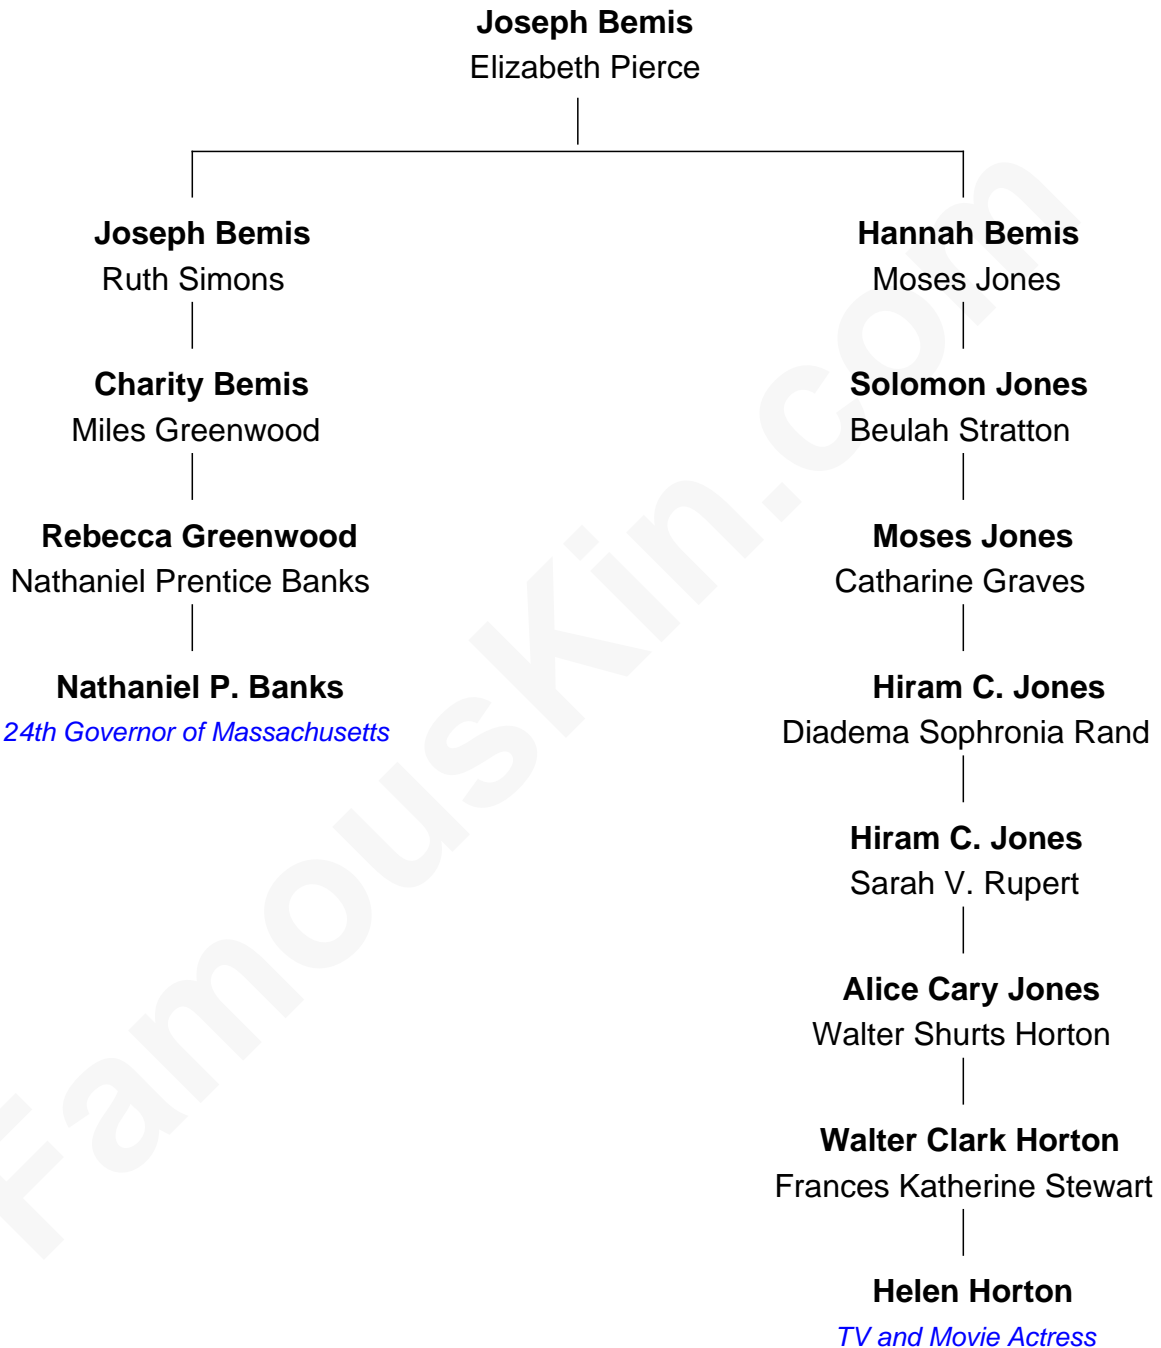 Joseph Bemis
Elizabeth Pierce
Joseph Bemis
Ruth Simons
Charity Bemis
Miles Greenwood
Rebecca Greenwood
Nathaniel Prentice Banks
Nathaniel P. Banks
24th Governor of Massachusetts
Hannah Bemis
Moses Jones
Solomon Jones
Beulah Stratton
Moses Jones
Catharine Graves
Hiram C. Jones
Diadema Sophronia Rand
Hiram C. Jones
Sarah V. Rupert
Alice Cary Jones
Walter Shurts Horton
Walter Clark Horton
Frances Katherine Stewart
Helen Horton
TV and Movie Actress
FamousKin.com